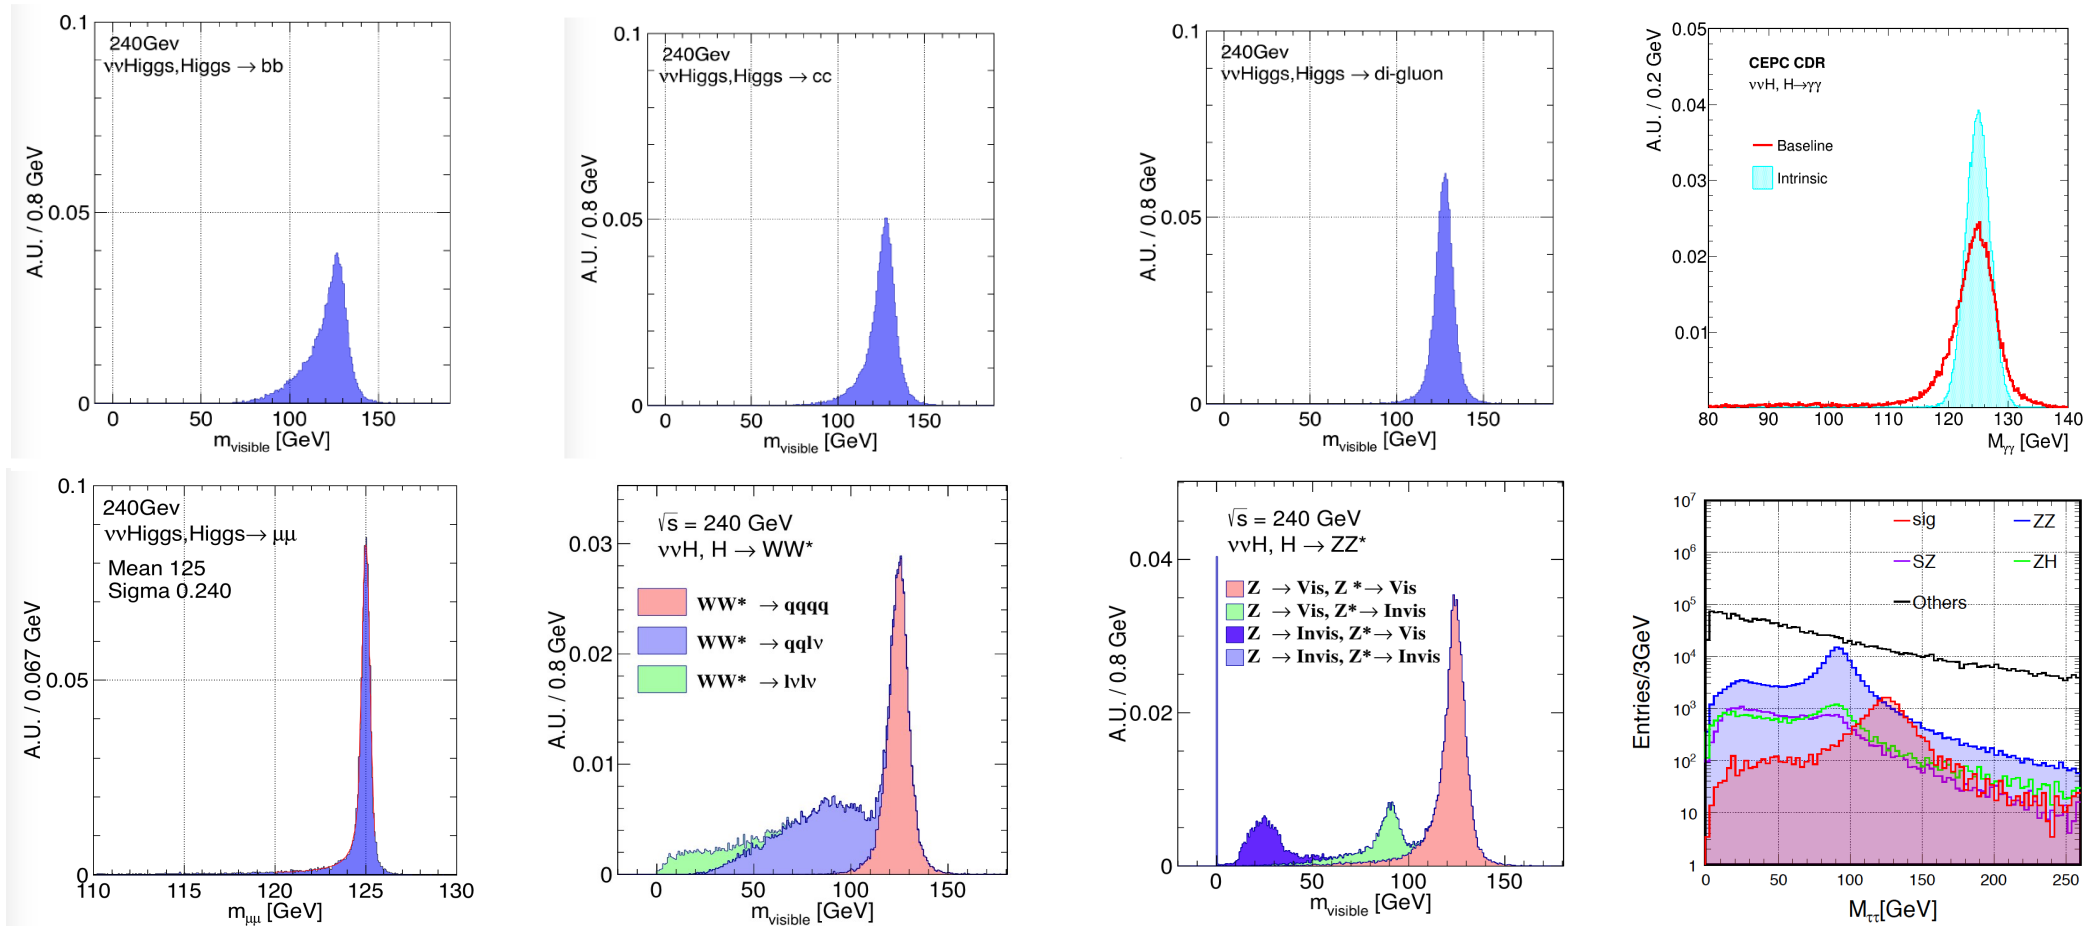 0.1
240Gev
ννHiggs,Higgs → bb
A.U. / 0.8 GeV
0.05
0
0 50 100 150
m_visible [GeV]
0.1
240Gev
ννHiggs,Higgs → cc
A.U. / 0.8 GeV
0.05
0
0 50 100 150
m_visible [GeV]
0.1
240Gev
ννHiggs,Higgs → di-gluon
A.U. / 0.8 GeV
0.05
0
0 50 100 150
m_visible [GeV]
0.05
CEPC CDR
ννH, H→γγ
A.U. / 0.2 GeV
0.04
Baseline
0.03
Intrinsic
0.02
0.01
80 90 100 110 120 130 140
M_γγ [GeV]
0.1
240Gev
ννHiggs,Higgs→ μμ
Mean 125
Sigma 0.240
A.U. / 0.067 GeV
0.05
0
110 115 120 125 130
m_μμ [GeV]
√s = 240 GeV
ννH, H → WW*
0.03
WW* → qqqq
WW* → qqlν
WW* → lνlν
A.U. / 0.8 GeV
0.02
0.01
0
0 50 100 150
m_visible [GeV]
√s = 240 GeV
ννH, H → ZZ*
0.04
Z → Vis, Z* → Vis
Z → Vis, Z* → Invis
Z → Invis, Z* → Vis
Z → Invis, Z* → Invis
A.U. / 0.8 GeV
0.02
0
0 50 100 150
m_visible [GeV]
10^7
sig ZZ
10^6
SZ ZH
10^5
Others
10^4
Entries/3GeV
10^3
10^2
10
1
0 50 100 150 200 250
M_ττ[GeV]